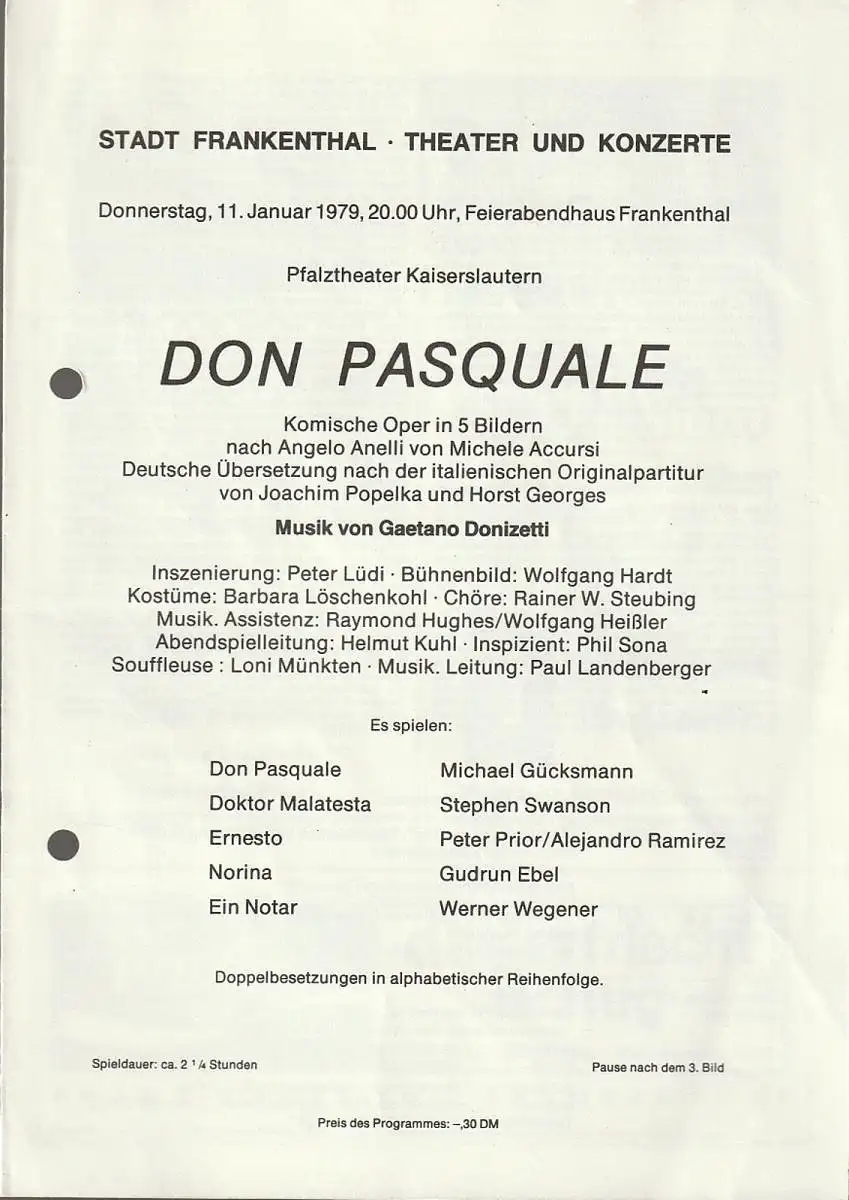 STADT FRANKENTHAL · THEATER UND KONZERTE
Donnerstag, 11. Januar 1979, 20.00 Uhr, Feierabendhaus Frankenthal
Pfalztheater Kaiserslautern
DON PASQUALE
Komische Oper in 5 Bildern
nach Angelo Anelli von Michele Accursi
Deutsche Übersetzung nach der italienischen Originalpartitur
von Joachim Popelka und Horst Georges
Musik von Gaetano Donizetti
Inszenierung: Peter Lüdi · Bühnenbild: Wolfgang Hardt
Kostüme: Barbara Löschenkohl · Chöre: Rainer W. Steubing
Musik. Assistenz: Raymond Hughes/Wolfgang Heißler
Abendspielleitung: Helmut Kuhl · Inspizient: Phil Sona
Souffleuse : Loni Münkten · Musik. Leitung: Paul Landenberger
Es spielen:
Don Pasquale Michael Gücksmann
Doktor Malatesta Stephen Swanson
Ernesto Peter Prior/Alejandro Ramirez
Norina Gudrun Ebel
Ein Notar Werner Wegener
Doppelbesetzungen in alphabetischer Reihenfolge.
Spieldauer: ca. 2 1/4 Stunden Pause nach dem 3. Bild
Preis des Programmes: –,30 DM